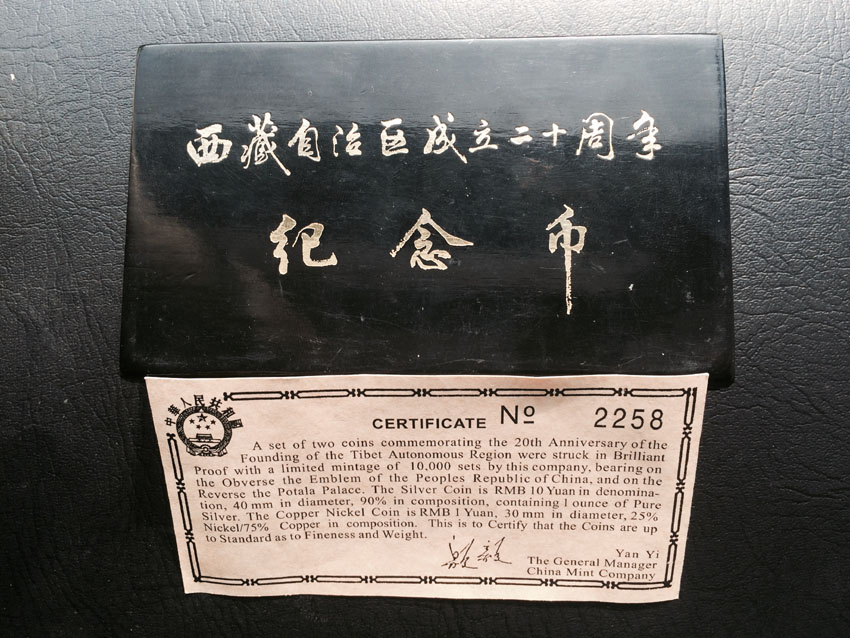 西藏自治区成立二十周年
纪念币
中華人民共和國
CERTIFICATE № 2258
A set of two coins commemorating the 20th Anniversary of the
Founding of the Tibet Autonomous Region were struck in Brilliant
Proof with a limited mintage of 10,000 sets by this company, bearing on
the Obverse the Emblem of the Peoples Republic of China, and on the
Reverse the Potala Palace. The Silver Coin is RMB 10 Yuan in denomina-
tion, 40 mm in diameter, 90% in composition, containing 1 ounce of Pure
Silver. The Copper Nickel Coin is RMB 1 Yuan, 30 mm in diameter, 25%
Nickel/75% Copper in composition. This is to Certify that the Coins are up
to Standard as to Fineness and Weight.
Yan Yi
The General Manager
China Mint Company